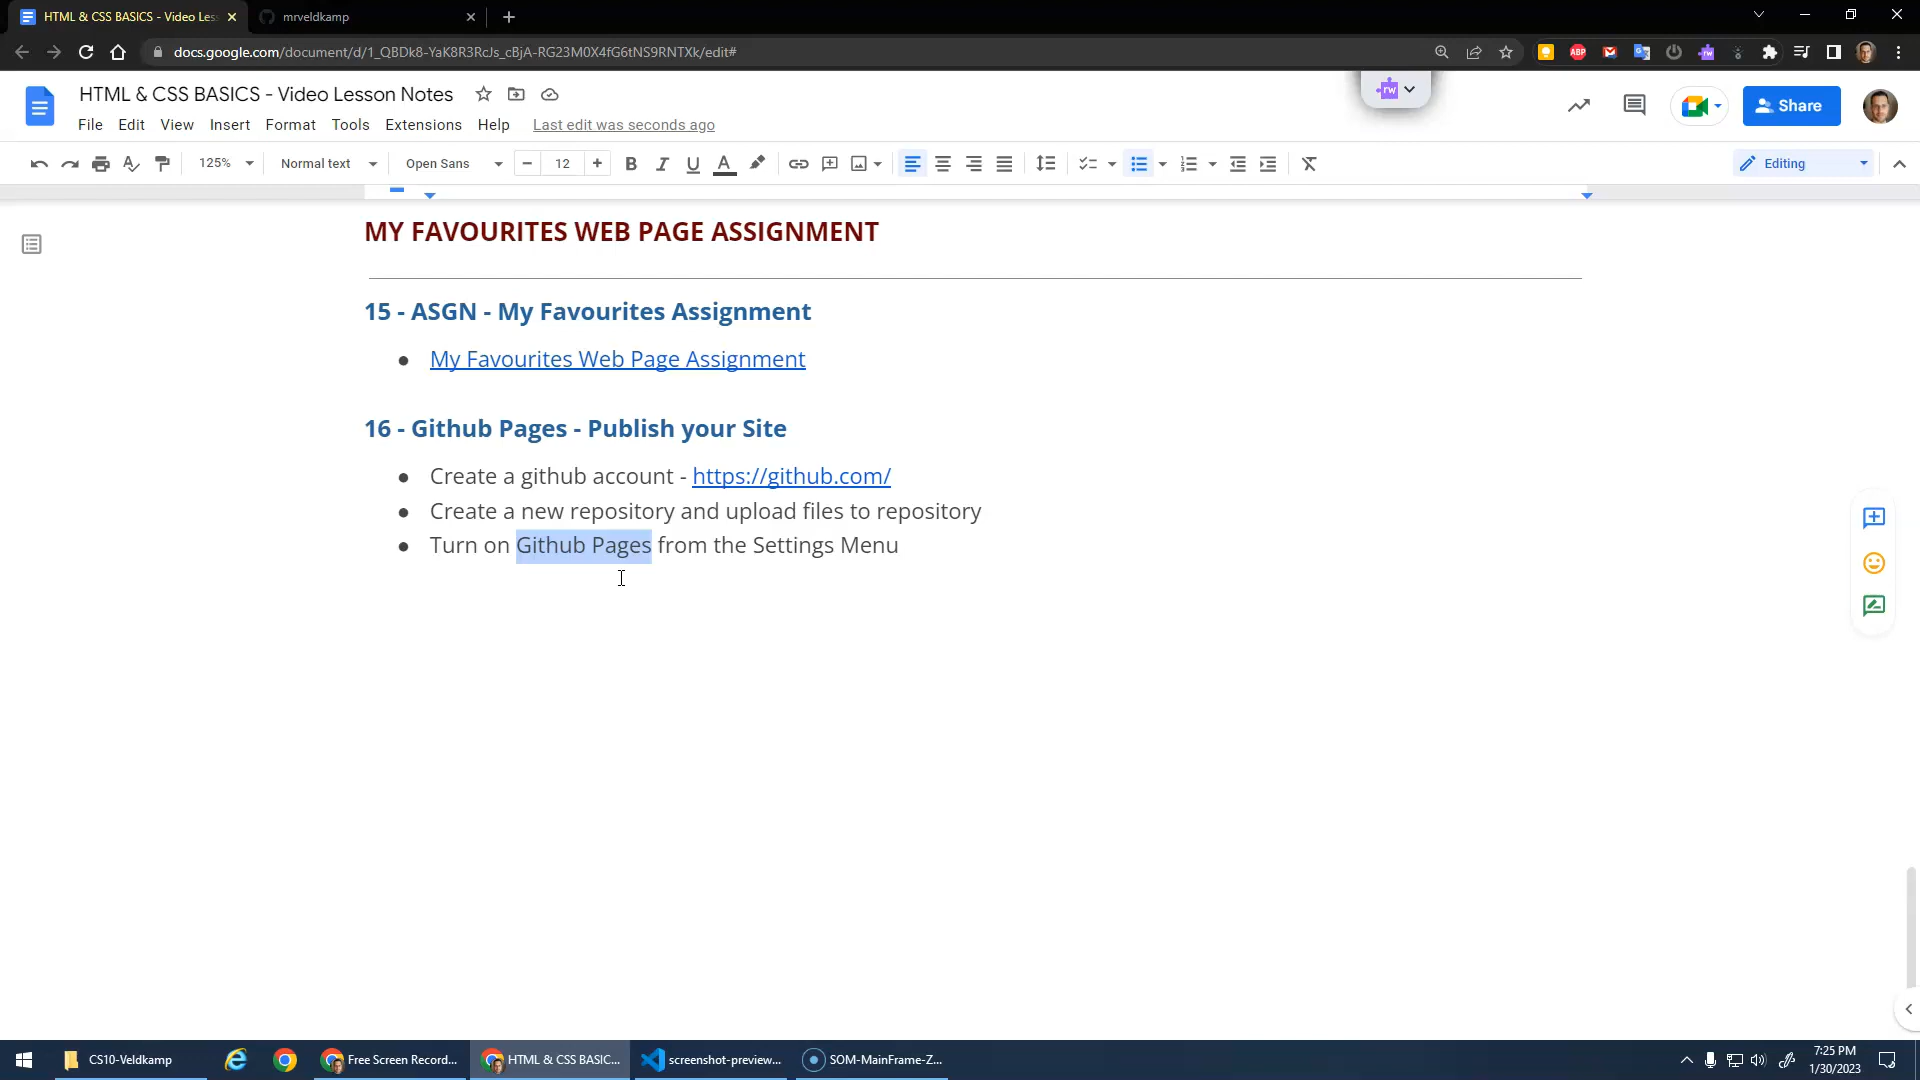 HTML & CSS BASICS - Video Les
mrveldkamp
docs.google.com/document/d/1_QBDk8-YaK8R3RcJs_cBjA-RG23M0X4fG6tNS9RNTXk/edit#
HTML & CSS BASICS - Video Lesson Notes
File Edit View Insert Format Tools Extensions Help Last edit was seconds ago
rw
Share
125% Normal text Open Sans 12 Editing
MY FAVOURITES WEB PAGE ASSIGNMENT
15 - ASGN - My Favourites Assignment
● My Favourites Web Page Assignment
16 - Github Pages - Publish your Site
● Create a github account - https://github.com/
● Create a new repository and upload files to repository
● Turn on Github Pages from the Settings Menu
CS10-Veldkamp
Free Screen Record...
HTML & CSS BASIC...
screenshot-preview...
SOM-MainFrame-Z...
7:25 PM
1/30/2023